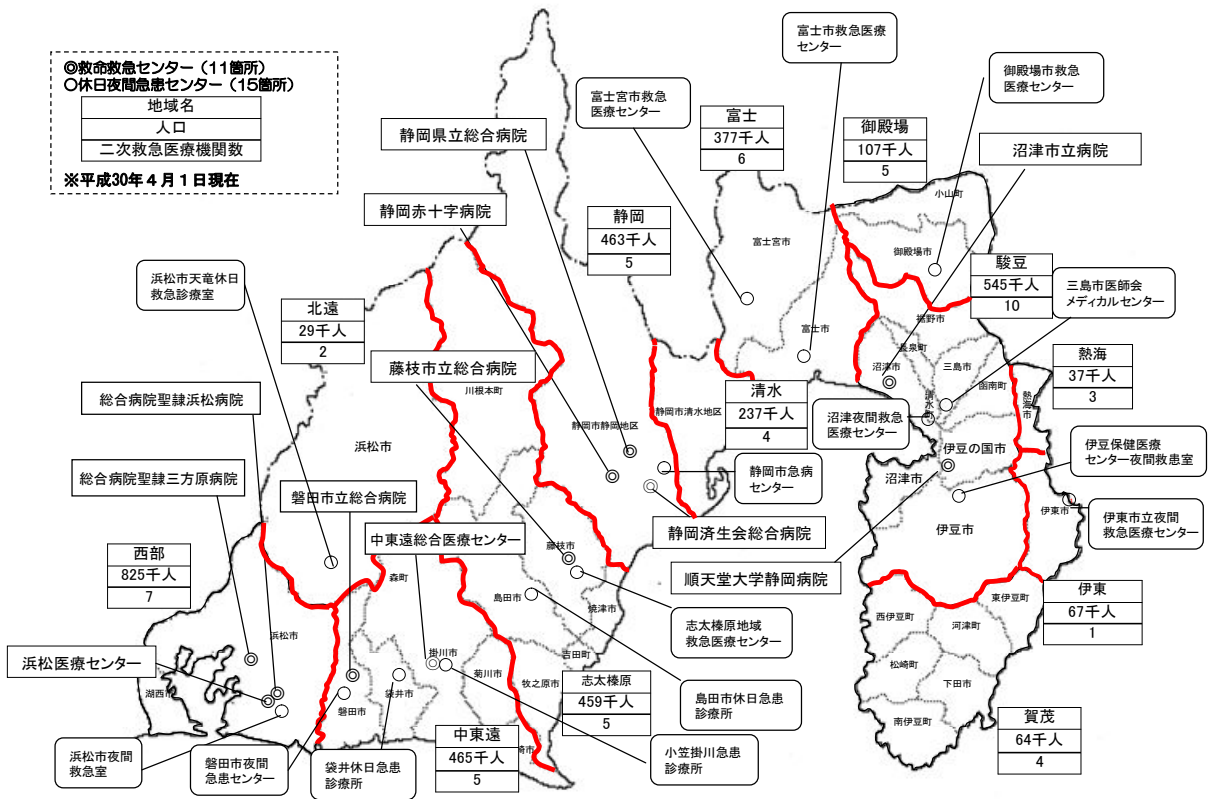 ◎救命救急センター（11箇所）
○休日夜間急患センター（15箇所）
地域名
人口
二次救急医療機関数
※平成30年４月１日現在
富士市救急医療
センター
御殿場市救急
医療センター
富士宮市救急
医療センター
静岡県立総合病院
富士
377千人
6
御殿場
107千人
5
沼津市立病院
小山町
静岡赤十字病院
静岡
463千人
5
富士宮市
御殿場市
浜松市天竜休日
救急診療室
北遠
29千人
2
駿豆
545千人
10
三島市医師会
メディカルセンター
富士市
裾野市
長泉町
藤枝市立総合病院
川根本町
沼津市
三島市
函南町
清水町
熱海
37千人
3
熱海市
清水
237千人
4
総合病院聖隷浜松病院
静岡市静岡地区
静岡市清水地区
沼津夜間救急
医療センター
浜松市
伊豆の国市
伊豆保健医療
センター夜間救患室
総合病院聖隷三方原病院
磐田市立総合病院
静岡市急病
センター
沼津市
伊東市
伊豆市
中東遠総合医療センター
静岡済生会総合病院
伊東市立夜間
救急医療センター
西部
825千人
7
藤枝市
順天堂大学静岡病院
森町
島田市
焼津市
西伊豆町
東伊豆町
伊東
67千人
1
志太榛原地域
救急医療センター
河津町
浜松市
掛川市
吉田町
松崎町
浜松医療センター
菊川市
牧之原市
下田市
湖西市
袋井市
志太榛原
459千人
5
島田市休日急患
診療所
磐田市
南伊豆町
賀茂
64千人
4
中東遠
465千人
5
崎市
小笠掛川急患
診療所
浜松市夜間
救急室
磐田市夜間
急患センター
袋井休日急患
診療所